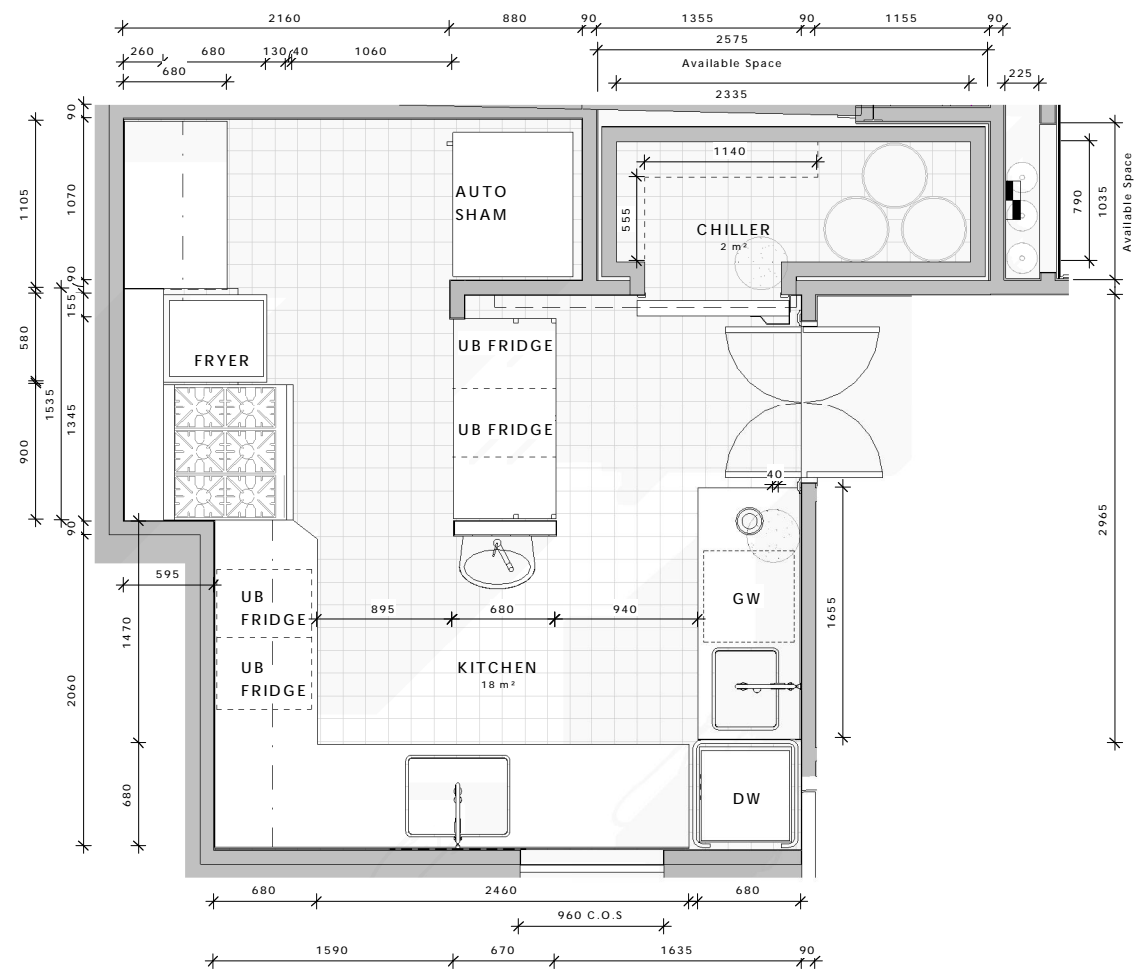 2160
880
90
1355
90
1155
90
2575
260
680
130
40
1060
Available Space
680
225
2335
90
1140
AUTO
SHAM
1105
1070
555
CHILLER
2 m²
790
1035
Available Space
90
155
580
UB FRIDGE
FRYER
1535
1345
UB FRIDGE
900
40
90
2965
595
UB
FRIDGE
GW
895
680
940
1655
1470
UB
FRIDGE
KITCHEN
18 m²
2060
680
DW
680
2460
680
960 C.O.S
1590
670
1635
90